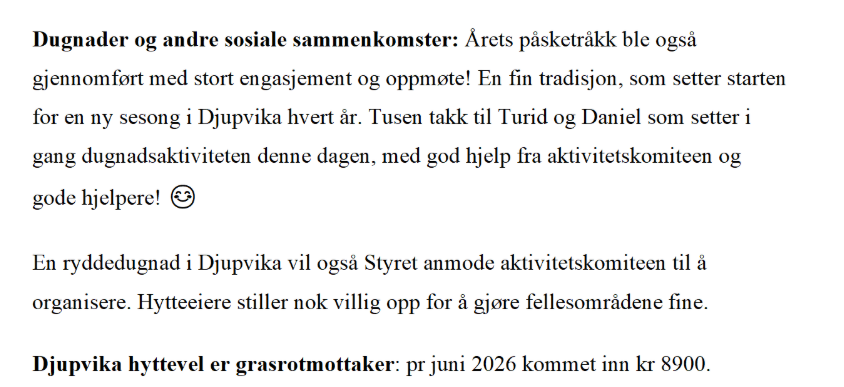 Dugnader og andre sosiale sammenkomster: Årets påsketråkk ble også
gjennomført med stort engasjement og oppmøte! En fin tradisjon, som setter starten
for en ny sesong i Djupvika hvert år. Tusen takk til Turid og Daniel som setter i
gang dugnadsaktiviteten denne dagen, med god hjelp fra aktivitetskomiteen og
gode hjelpere! 😊
En ryddedugnad i Djupvika vil også Styret anmode aktivitetskomiteen til å
organisere. Hytteeiere stiller nok villig opp for å gjøre fellesområdene fine.
Djupvika hyttevel er grasrotmottaker: pr juni 2026 kommet inn kr 8900.